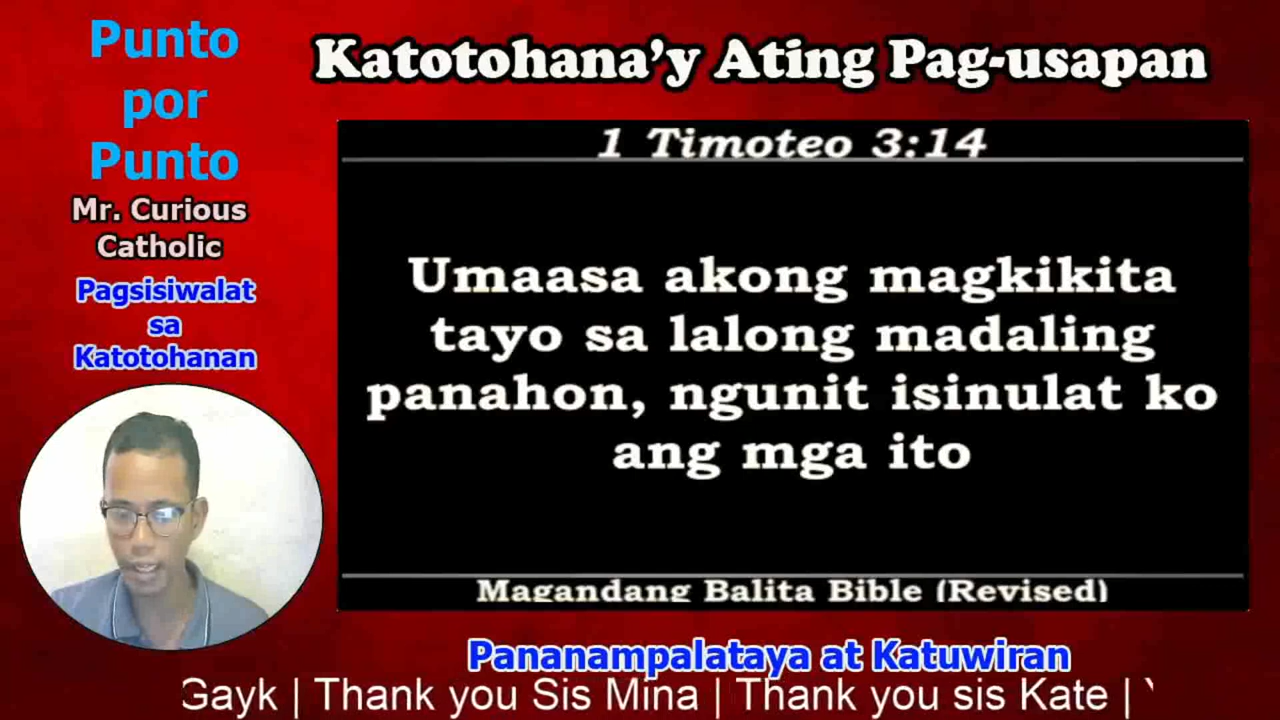 Punto
por
Punto
Mr. Curious
Catholic
Pagsisiwalat
sa
Katotohanan
Katotohana’y Ating Pag-usapan
1 Timoteo 3:14
Umaasa akong magkikita
tayo sa lalong madaling
panahon, ngunit isinulat ko
ang mga ito
Magandang Balita Bible (Revised)
Pananampalataya at Katuwiran
Gayk | Thank you Sis Mina | Thank you sis Kate |